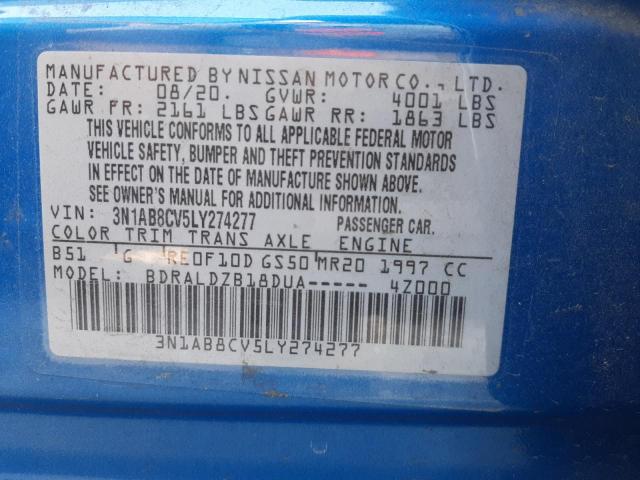 MANUFACTURED BY NISSAN MOTOR CO., LTD.
DATE: 08/20. GVWR: 4001 LBS
GAWR FR: 2161 LBS GAWR RR: 1863 LBS
THIS VEHICLE CONFORMS TO ALL APPLICABLE FEDERAL MOTOR
VEHICLE SAFETY, BUMPER AND THEFT PREVENTION STANDARDS
IN EFFECT ON THE DATE OF MANUFACTURE SHOWN ABOVE.
SEE OWNER'S MANUAL FOR ADDITIONAL INFORMATION.
VIN: 3N1AB8CV5LY274277 PASSENGER CAR.
COLOR TRIM TRANS AXLE ENGINE
B51 'G 'RE0F10D GS50 MR20 1997 CC
MODEL: BDRALDZB18DUA----- 4Z000
3N1AB8CV5LY274277